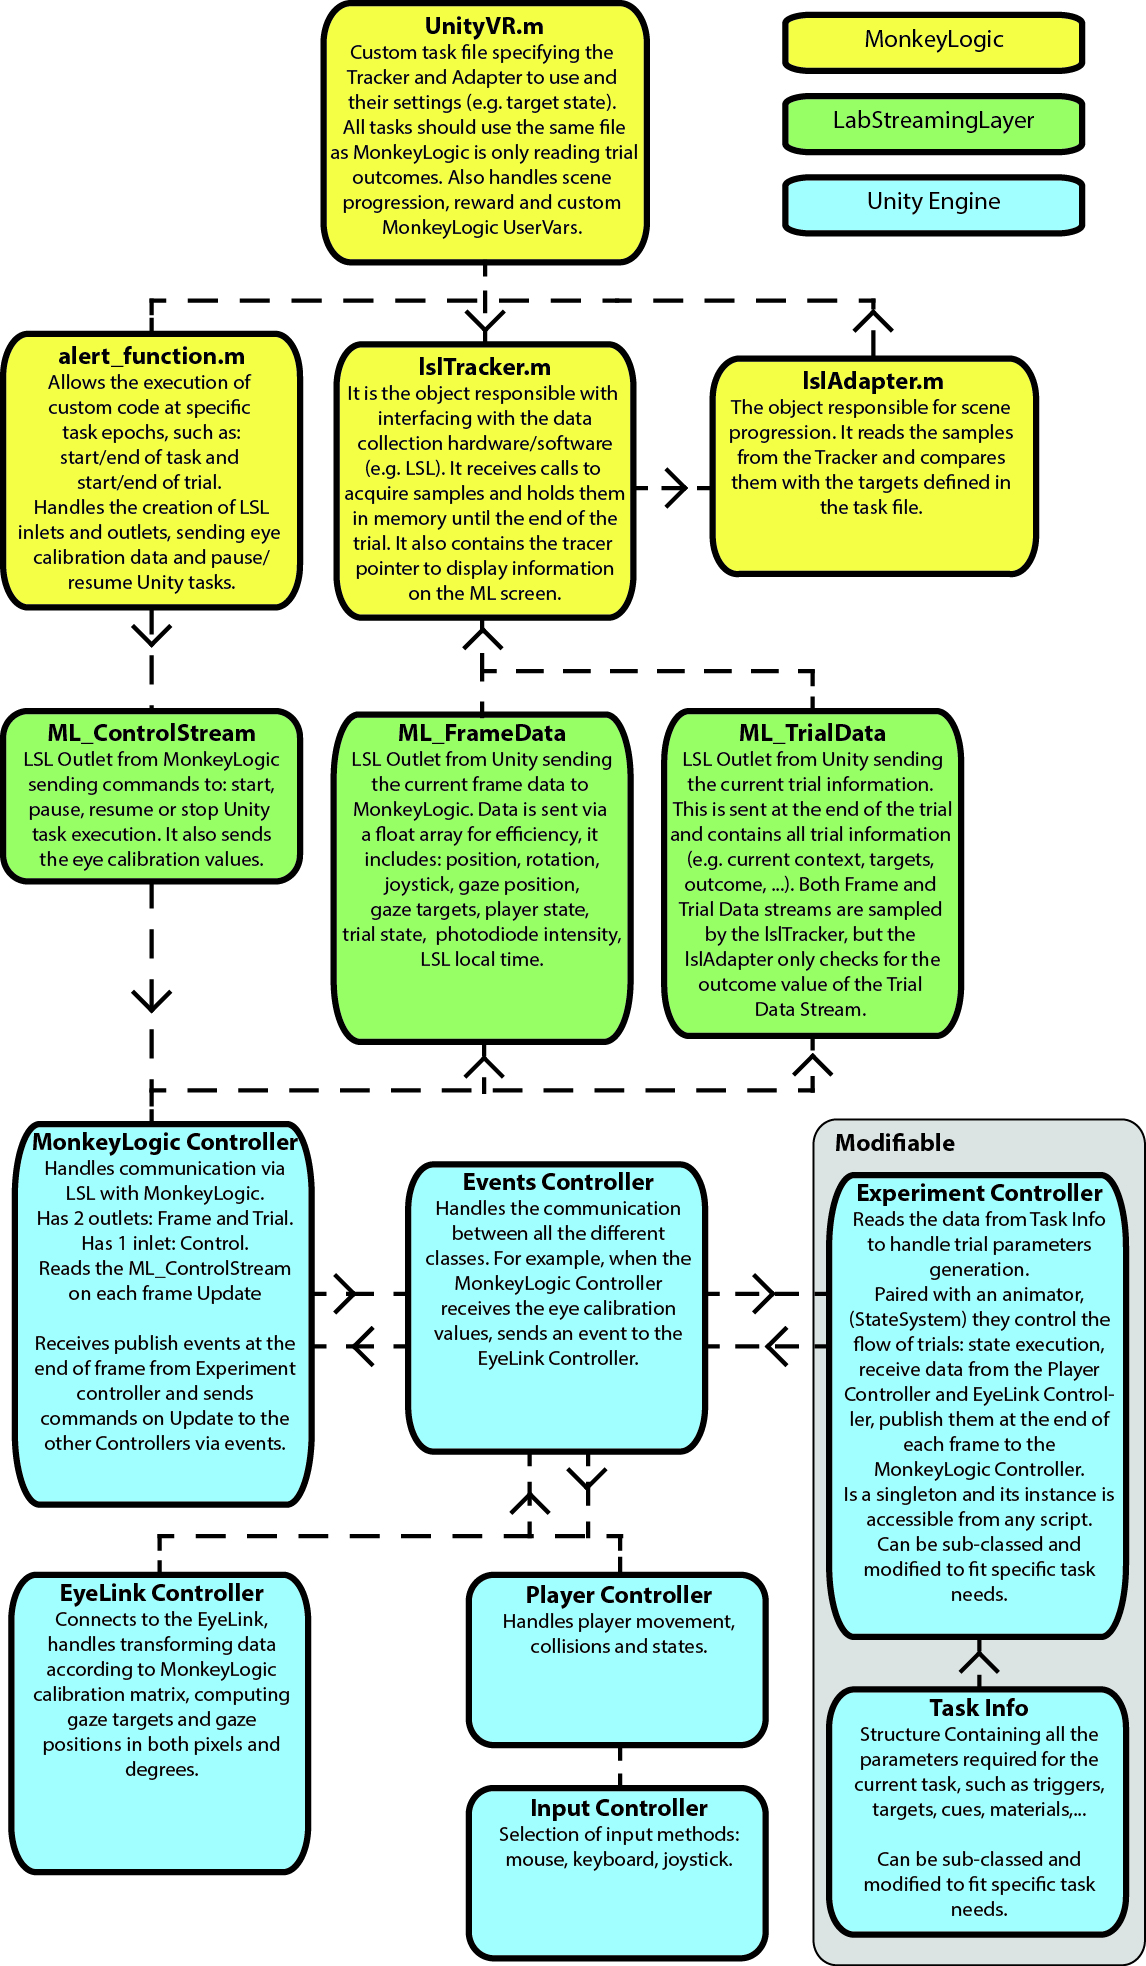 UnityVR.m
Custom task file specifying the
Tracker and Adapter to use and
their settings (e.g. target state).
All tasks should use the same file
as MonkeyLogic is only reading trial
outcomes. Also handles scene
progression, reward and custom
MonkeyLogic UserVars.
MonkeyLogic
LabStreamingLayer
Unity Engine
alert_function.m
Allows the execution of
custom code at specific
task epochs, such as:
start/end of task and
start/end of trial.
Handles the creation of LSL
inlets and outlets, sending eye
calibration data and pause/
resume Unity tasks.
lslTracker.m
It is the object responsible with
interfacing with the data
collection hardware/software
(e.g. LSL). It receives calls to
acquire samples and holds them
in memory until the end of the
trial. It also contains the tracer
pointer to display information
on the ML screen.
lslAdapter.m
The object responsible for scene
progression. It reads the samples
from the Tracker and compares
them with the targets defined in
the task file.
ML_ControlStream
LSL Outlet from MonkeyLogic
sending commands to: start,
pause, resume or stop Unity
task execution. It also sends
the eye calibration values.
ML_FrameData
LSL Outlet from Unity sending
the current frame data to
MonkeyLogic. Data is sent via
a float array for efficiency, it
includes: position, rotation,
joystick, gaze position,
gaze targets, player state,
trial state,  photodiode intensity,
LSL local time.
ML_TrialData
LSL Outlet from Unity sending
the current trial information.
This is sent at the end of the trial
and contains all trial information
(e.g. current context, targets,
outcome, ...). Both Frame and
Trial Data streams are sampled
by the lslTracker, but the
lslAdapter only checks for the
outcome value of the Trial
Data Stream.
MonkeyLogic Controller
Handles communication via
LSL with MonkeyLogic.
Has 2 outlets: Frame and Trial.
Has 1 inlet: Control.
Reads the ML_ControlStream
on each frame Update
Receives publish events at the
end of frame from Experiment
controller and sends
commands on Update to the
other Controllers via events.
Events Controller
Handles the communication
between all the different
classes. For example, when the
MonkeyLogic Controller
receives the eye calibration
values, sends an event to the
EyeLink Controller.
Modifiable
Experiment Controller
Reads the data from Task Info
to handle trial parameters
generation.
Paired with an animator,
(StateSystem) they control the
flow of trials: state execution,
receive data from the Player
Controller and EyeLink Control-
ler, publish them at the end of
each frame to the
MonkeyLogic Controller.
Is a singleton and its instance is
accessible from any script.
Can be sub-classed and
modified to fit specific task
needs.
EyeLink Controller
Connects to the EyeLink,
handles transforming data
according to MonkeyLogic
calibration matrix, computing
gaze targets and gaze
positions in both pixels and
degrees.
Player Controller
Handles player movement,
collisions and states.
Input Controller
Selection of input methods:
mouse, keyboard, joystick.
Task Info
Structure Containing all the
parameters required for the
current task, such as triggers,
targets, cues, materials,...
Can be sub-classed and
modified to fit specific task
needs.